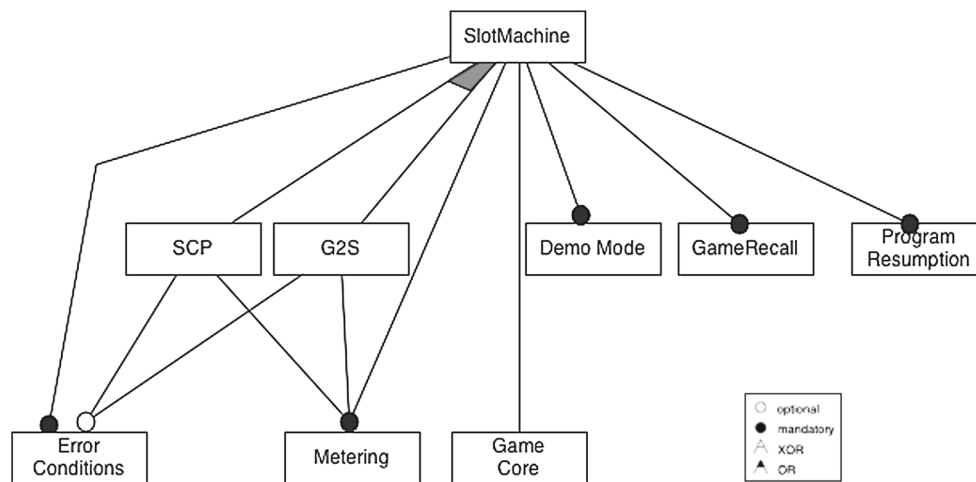 SlotMachine
SCP
G2S
Demo Mode
GameRecall
Program
Resumption
Error
Conditions
Metering
Game
Core
optional
mandatory
XOR
OR